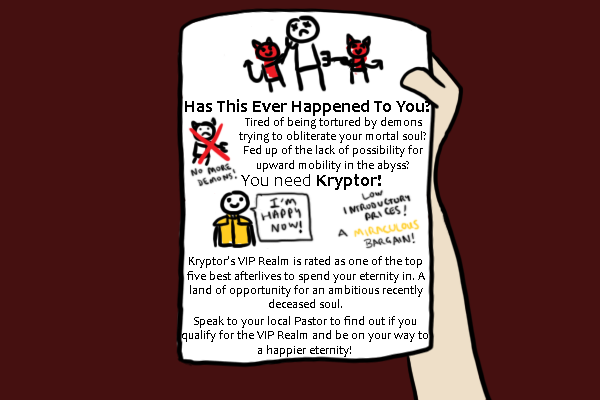 Has This Ever Happened To You?
Tired of being tortured by demons
trying to obliterate your mortal soul?
Fed up of the lack of possibility for
upward mobility in the abyss?
NO MORE
DEMONS!
You need Kryptor!
I'M
HAPPY
NOW!
LOW
INTRODUCTORY
PRICES!
A MIRACULOUS
BARGAIN!
Kryptor's VIP Realm is rated as one of the top
five best afterlives to spend your eternity in. A
land of opportunity for an ambitious recently
deceased soul.
Speak to your local Pastor to find out if you
qualify for the VIP Realm and be on your way to
a happier eternity!